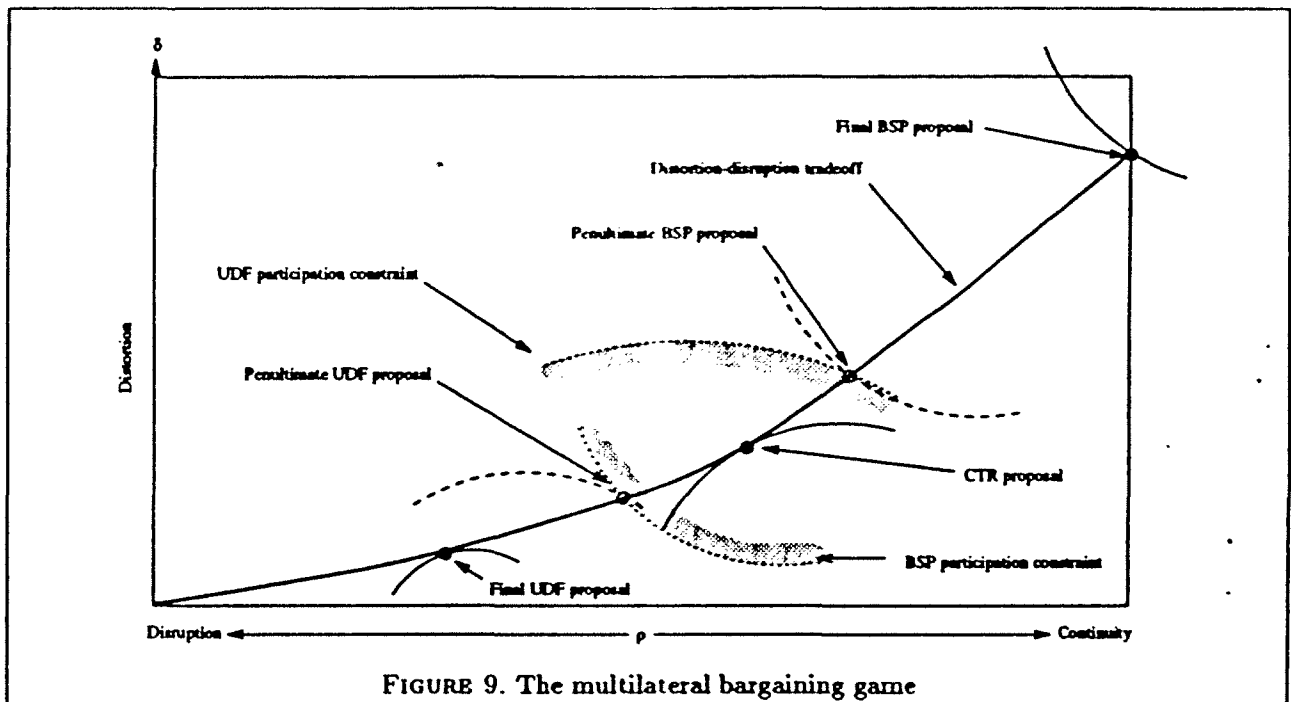 δ
Final BSP proposal
Distortion-disruption tradeoff
Penultimate BSP proposal
UDF participation constraint
Distortion
Penultimate UDF proposal
CTR proposal
BSP participation constraint
Final UDF proposal
Disruption ρ Continuity
FIGURE 9. The multilateral bargaining game